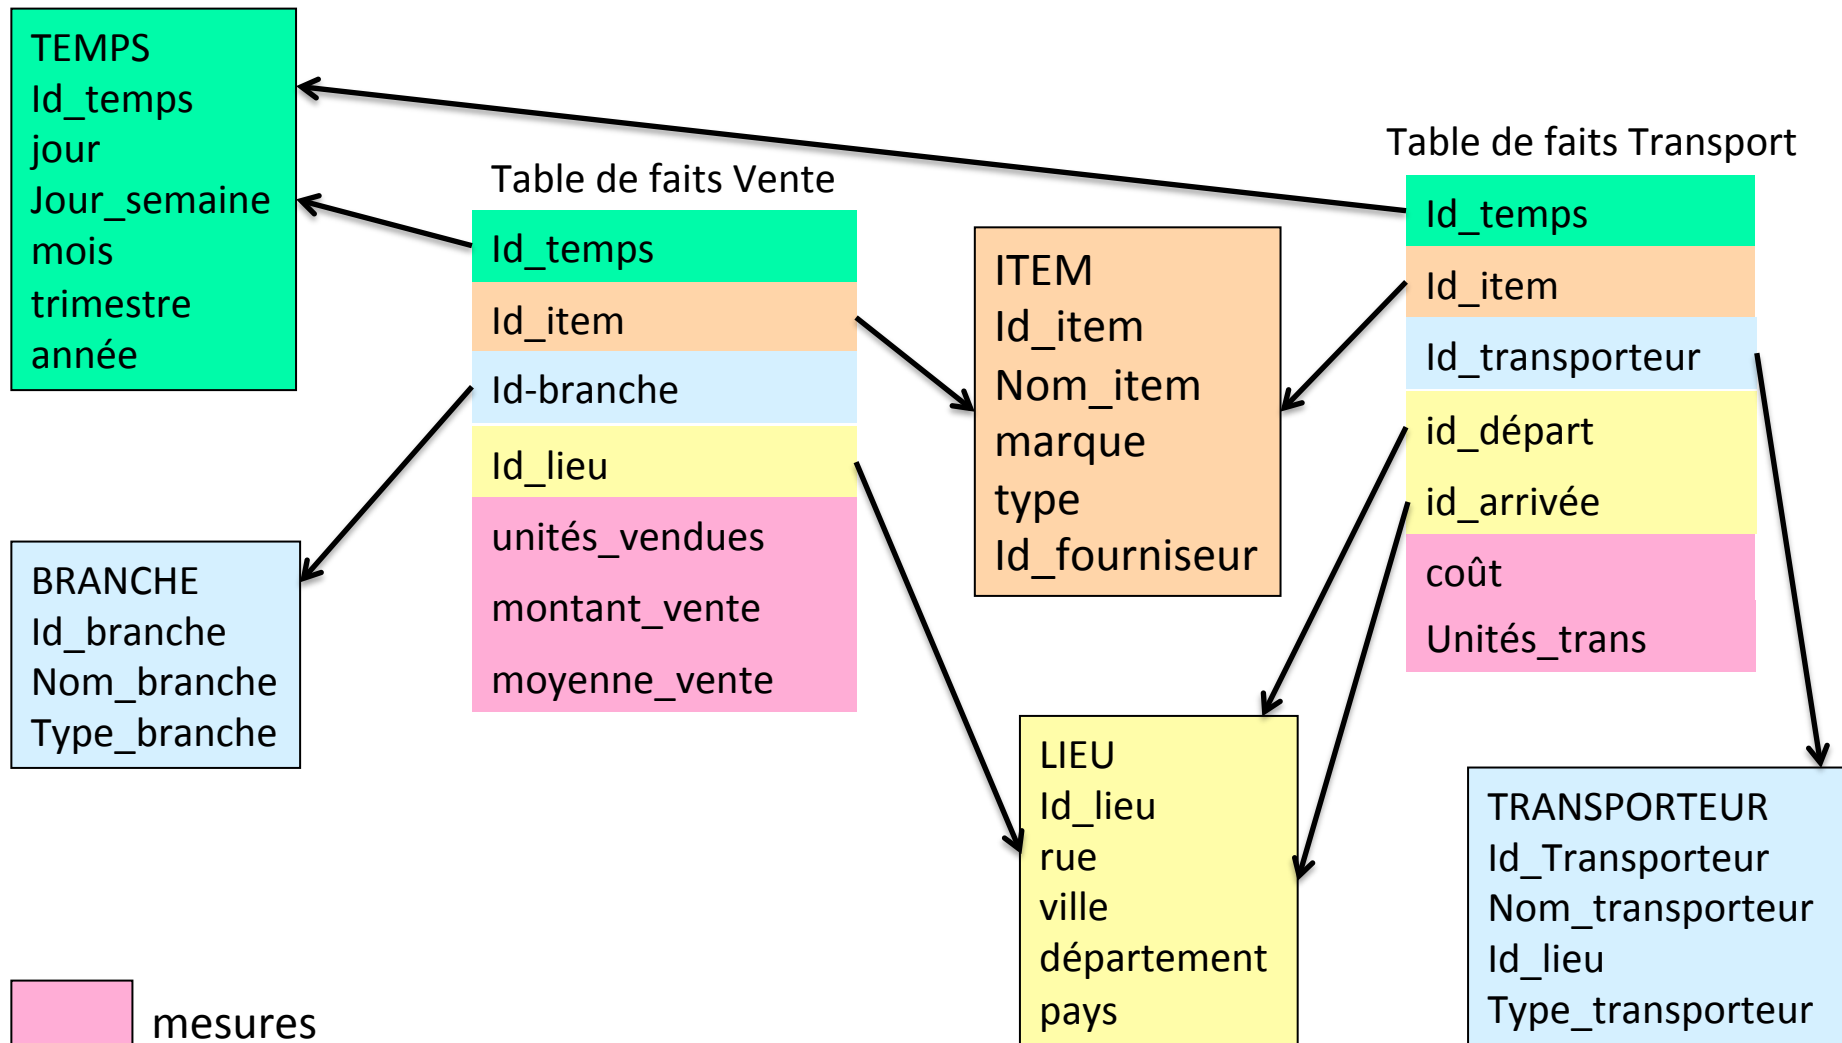 TEMPS
Id_temps
jour
Jour_semaine
mois
trimestre
année
Table de faits Vente
Id_temps
Id_item
Id-branche
Id_lieu
unités_vendues
montant_vente
moyenne_vente
BRANCHE
Id_branche
Nom_branche
Type_branche
ITEM
Id_item
Nom_item
marque
type
Id_fourniseur
Table de faits Transport
Id_temps
Id_item
Id_transporteur
id_départ
id_arrivée
coût
Unités_trans
LIEU
Id_lieu
rue
ville
département
pays
TRANSPORTEUR
Id_Transporteur
Nom_transporteur
Id_lieu
Type_transporteur
mesures